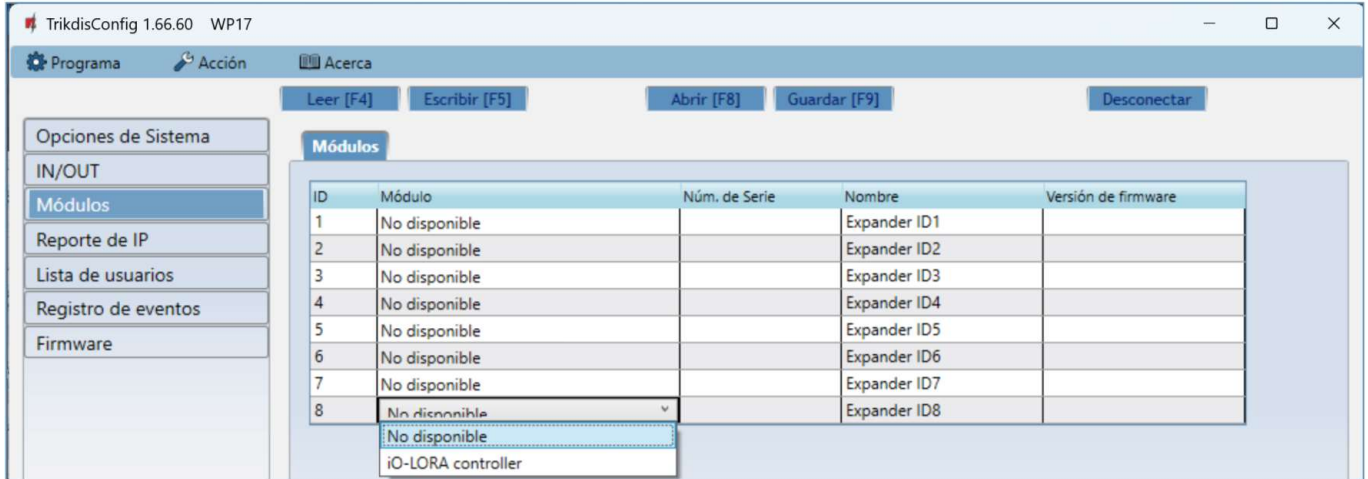 TrikdisConfig 1.66.60 WP17
Programa Acción Acerca
Leer [F4] Escribir [F5] Abrir [F8] Guardar [F9] Desconectar
Opciones de Sistema
IN/OUT
Módulos
Reporte de IP
Lista de usuarios
Registro de eventos
Firmware
Módulos
ID Módulo Núm. de Serie Nombre Versión de firmware
1 No disponible Expander ID1
2 No disponible Expander ID2
3 No disponible Expander ID3
4 No disponible Expander ID4
5 No disponible Expander ID5
6 No disponible Expander ID6
7 No disponible Expander ID7
8 No disponible Expander ID8
No disponible
iO-LORA controller